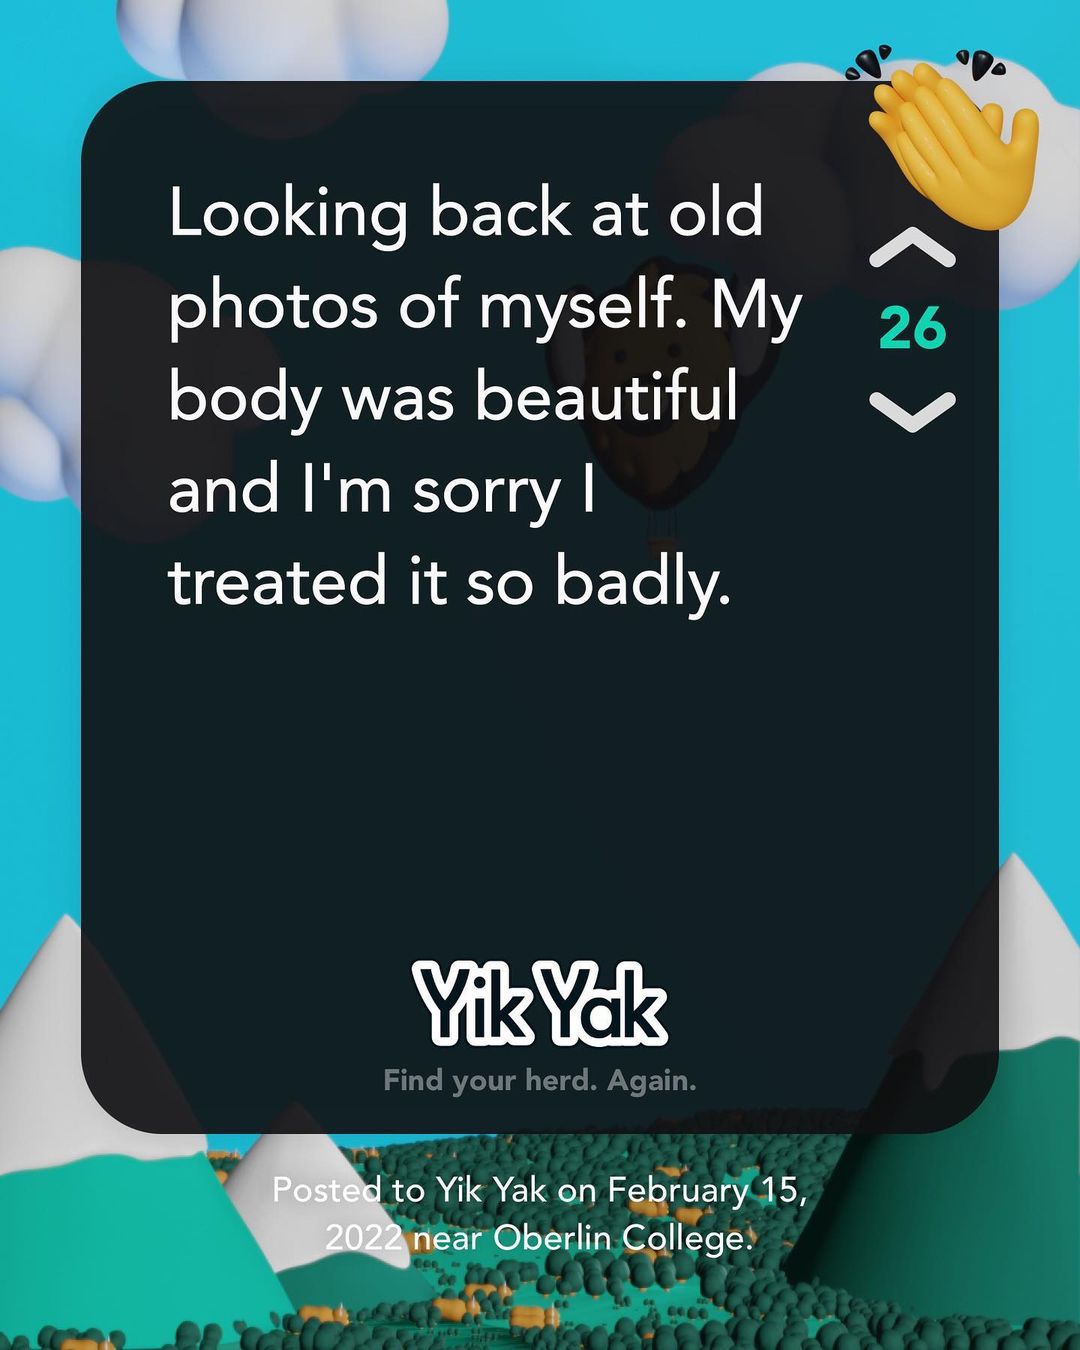 Looking back at old
photos of myself. My
body was beautiful
and I'm sorry I
treated it so badly.
26
Yik Yak
Find your herd. Again.
Posted to Yik Yak on February 15,
2022 near Oberlin College.